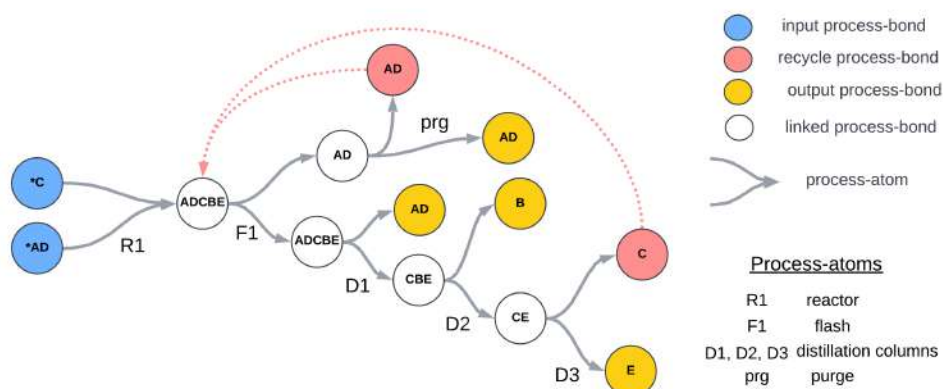 input process-bond
recycle process-bond
output process-bond
linked process-bond
process-atom
AD
prg
AD
AD
*C
ADCBE
*AD
R1
F1
AD
B
ADCBE
D1
CBE
C
D2
CE
D3
E
Process-atoms
R1 reactor
F1 flash
D1, D2, D3 distillation columns
prg purge